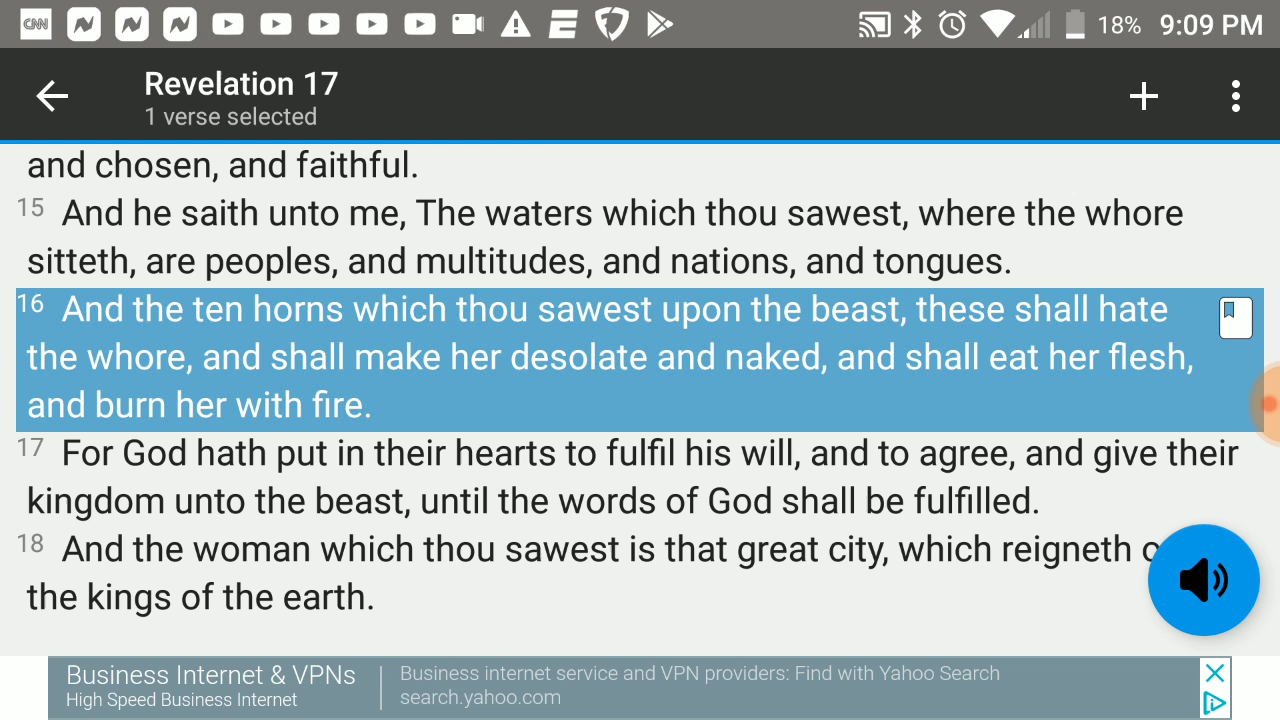 CNN
18% 9:09 PM
Revelation 17
1 verse selected
and chosen, and faithful.
15 And he saith unto me, The waters which thou sawest, where the whore
sitteth, are peoples, and multitudes, and nations, and tongues.
16 And the ten horns which thou sawest upon the beast, these shall hate
the whore, and shall make her desolate and naked, and shall eat her flesh,
and burn her with fire.
17 For God hath put in their hearts to fulfil his will, and to agree, and give their
kingdom unto the beast, until the words of God shall be fulfilled.
18 And the woman which thou sawest is that great city, which reigneth
the kings of the earth.
Business Internet & VPNs
High Speed Business Internet
Business internet service and VPN providers: Find with Yahoo Search
search.yahoo.com